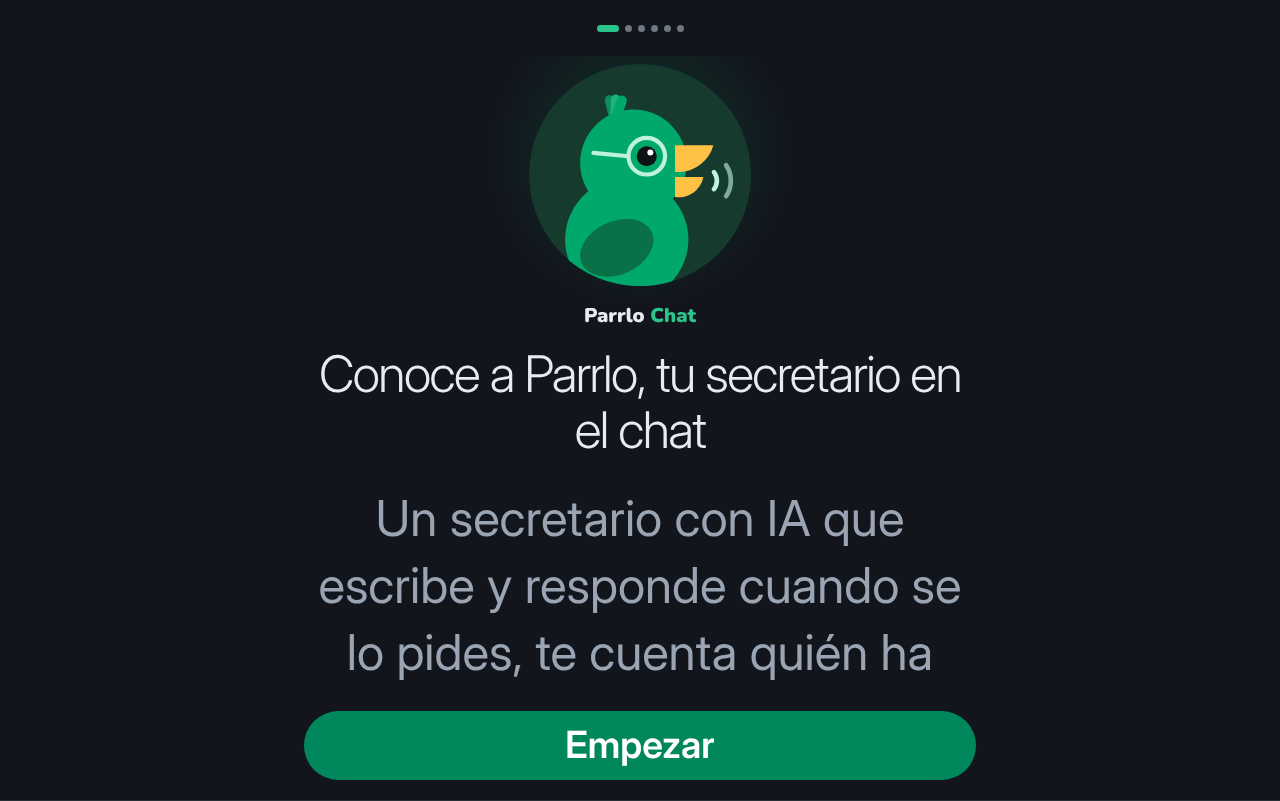 Parrlo Chat
Conoce a Parrlo, tu secretario en
el chat
Un secretario con IA que
escribe y responde cuando se
lo pides, te cuenta quién ha
Empezar